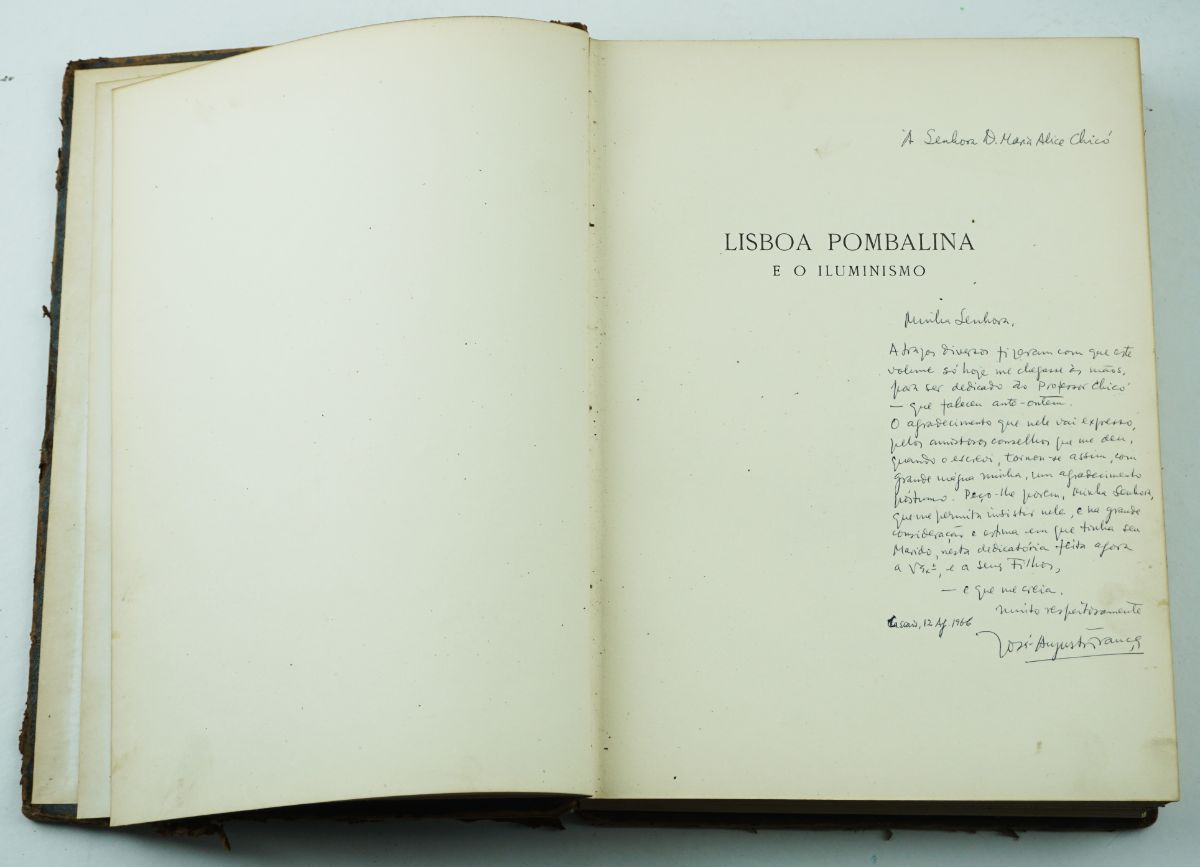 À Senhora D. Maria Alice Chicó
LISBOA POMBALINA
E O ILUMINISMO
Minha Senhora,
Atrazos diversos fizeram com que este
volume só hoje me chegasse às mãos,
para ser dedicado ao Professor Chicó
— que faleceu ante-ontem.
O agradecimento que nele vai expresso,
pelos amistosos conselhos que me deu,
quando o escrevi, tornou-se assim, com
grande mágua minha, um agradecimento
póstumo. Peço-lhe porém, Minha Senhora,
que me permita insistir nele, e na grande
consideração e estima em que tinha seu
Marido, nesta dedicatória feita agora
a V. Exª, e a seus Filhos,
— e que me creia.
muito respeitosamente
Cascais, 12 Ag. 1966
José-Augusto França